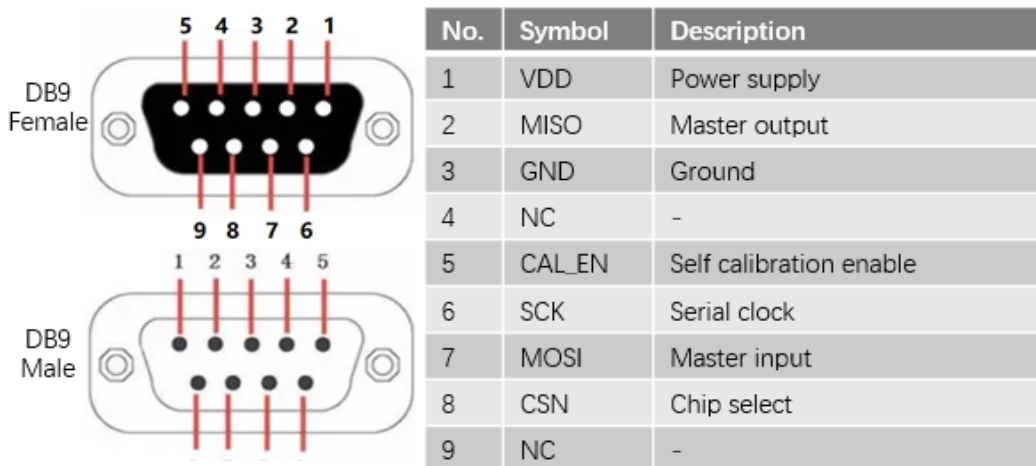 5 4 3 2 1
DB9
Female
9 8 7 6
1 2 3 4 5
DB9
Male
No. Symbol Description
1 VDD Power supply
2 MISO Master output
3 GND Ground
4 NC -
5 CAL_EN Self calibration enable
6 SCK Serial clock
7 MOSI Master input
8 CSN Chip select
9 NC -